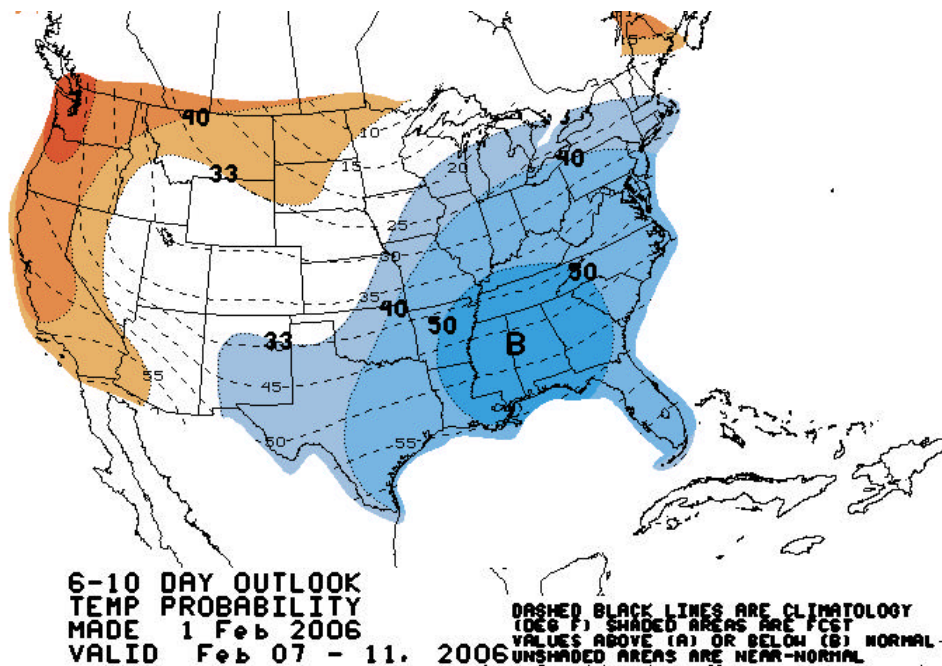 40
10
15
33
20
40
25
30
50
35
40
50
33
B
55
45
50
55
6-10 DAY OUTLOOK
TEMP PROBABILITY
MADE 1 Feb 2006
VALID Feb 07 - 11, 2006
DASHED BLACK LINES ARE CLIMATOLOGY
(DEG F) SHADED AREAS ARE FCST
VALUES ABOVE (A) OR BELOW (B) NORMAL
UNSHADED AREAS ARE NEAR-NORMAL